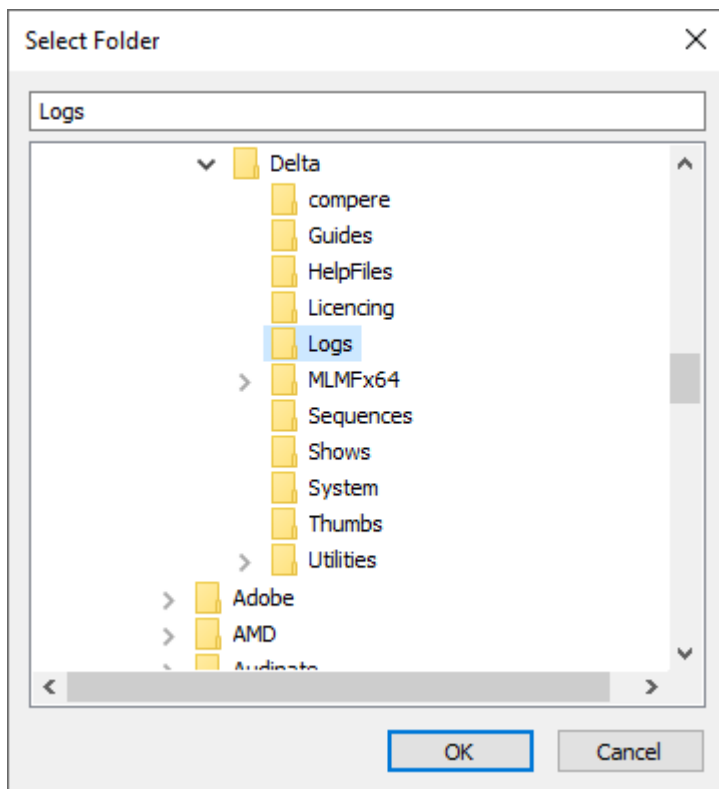 Select Folder
Logs
Delta
compere
Guides
HelpFiles
Licencing
Logs
MLMFx64
Sequences
Shows
System
Thumbs
Utilities
Adobe
AMD
Audinate
OK
Cancel